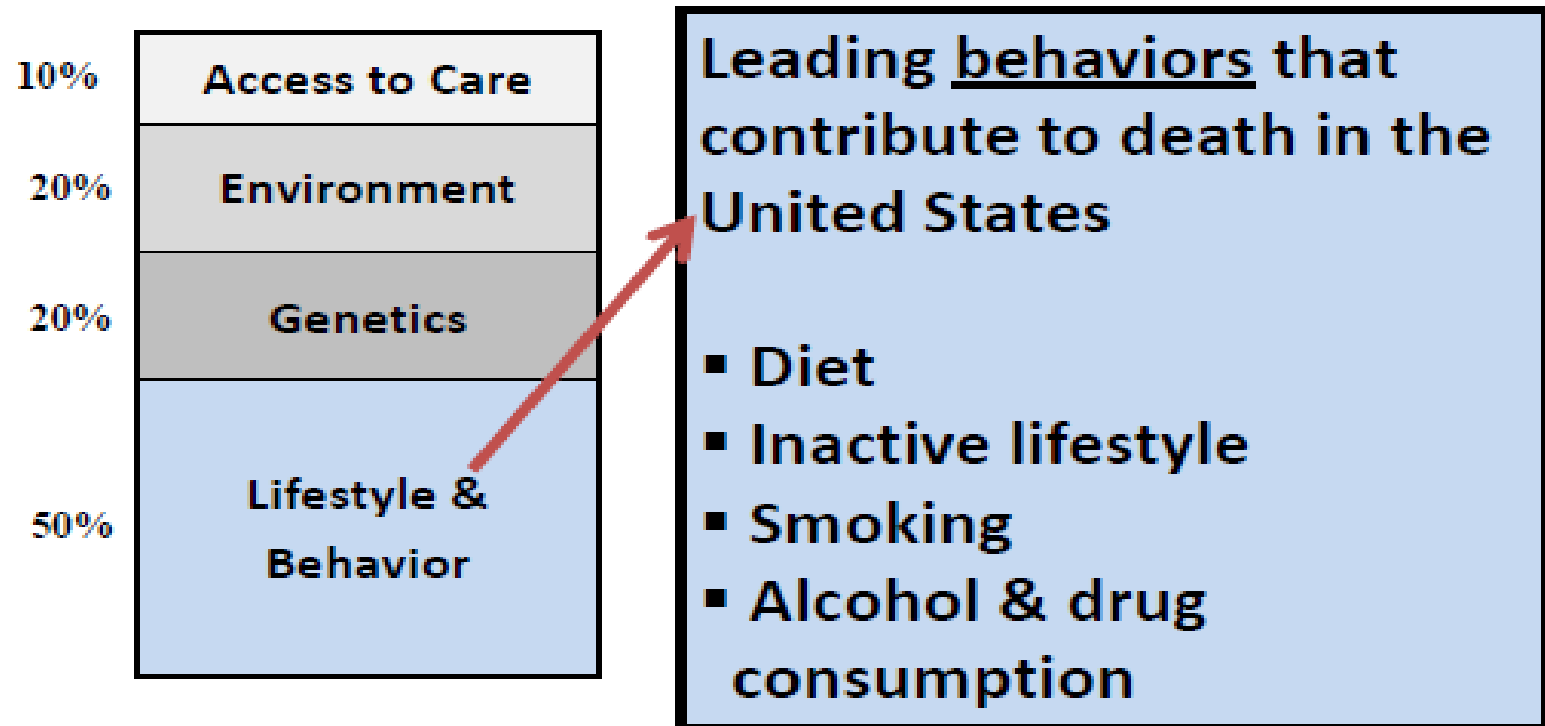 10%
Access to Care
20%
Environment
20%
Genetics
50%
Lifestyle &
Behavior
Leading behaviors that
contribute to death in the
United States
▪ Diet
▪ Inactive lifestyle
▪ Smoking
▪ Alcohol & drug
consumption